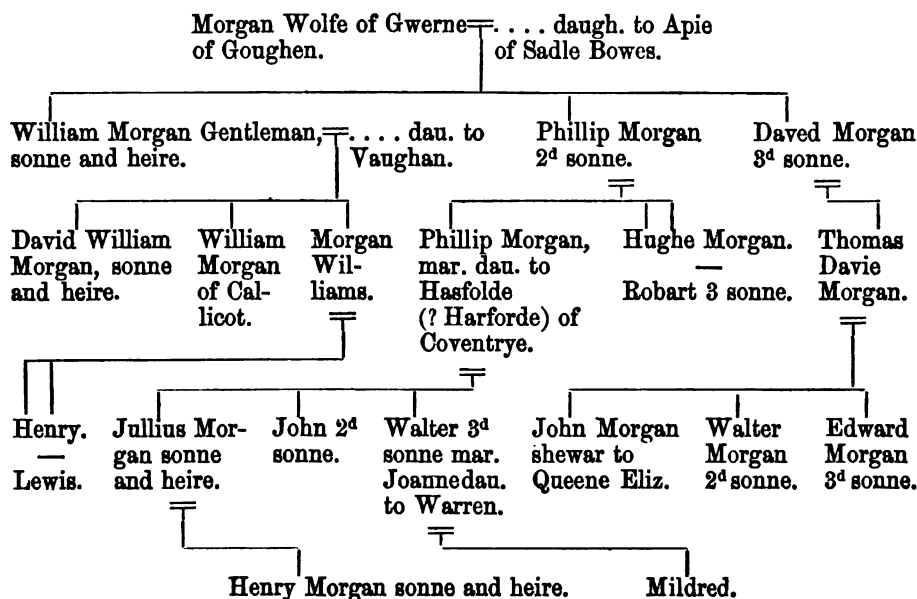 Morgan Wolfe of Gwerne . . . . daugh. to Apie
of Goughen. of Sadle Bowes.
William Morgan Gentleman, . . . . dau. to
sonne and heire. Vaughan.
Phillip Morgan
2d sonne.
Daved Morgan
3d sonne.
David William
Morgan, sonne
and heire.
William
Morgan
of Cal-
licot.
Morgan
Wil-
liams.
Phillip Morgan,
mar. dau. to
Hasfolde
(? Harforde) of
Coventrye.
Hughe Morgan.
—
Robart 3 sonne.
Thomas
Davie
Morgan.
Henry.
—
Lewis.
Jullius Mor-
gan sonne
and heire.
John 2d
sonne.
Walter 3d
sonne mar.
Joanne dau.
to Warren.
John Morgan
shewar to
Queene Eliz.
Walter
Morgan
2d sonne.
Edward
Morgan
3d sonne.
Henry Morgan sonne and heire.
Mildred.